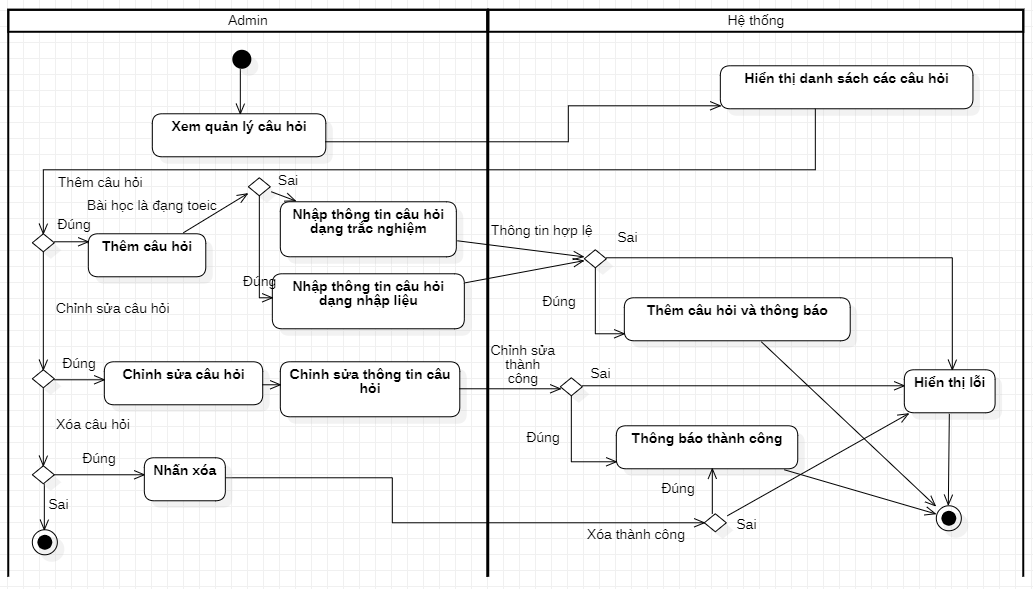 Admin
Hệ thống
Hiển thị danh sách các câu hỏi
Xem quản lý câu hỏi
Thêm câu hỏi
Sai
Bài học là đạng toeic
Đúng
Thêm câu hỏi
Nhập thông tin câu hỏi
dạng trắc nghiệm
Thông tin hợp lệ
Sai
Đúng
Nhập thông tin câu hỏi
dạng nhập liệu
Đúng
Thêm câu hỏi và thông báo
Chỉnh sửa câu hỏi
Đúng
Chỉnh sửa câu hỏi
Chỉnh sửa thông tin câu
hỏi
Chỉnh sửa
thành
công
Sai
Hiển thị lỗi
Xóa câu hỏi
Đúng
Thông báo thành công
Đúng
Nhấn xóa
Đúng
Sai
Xóa thành công
Sai